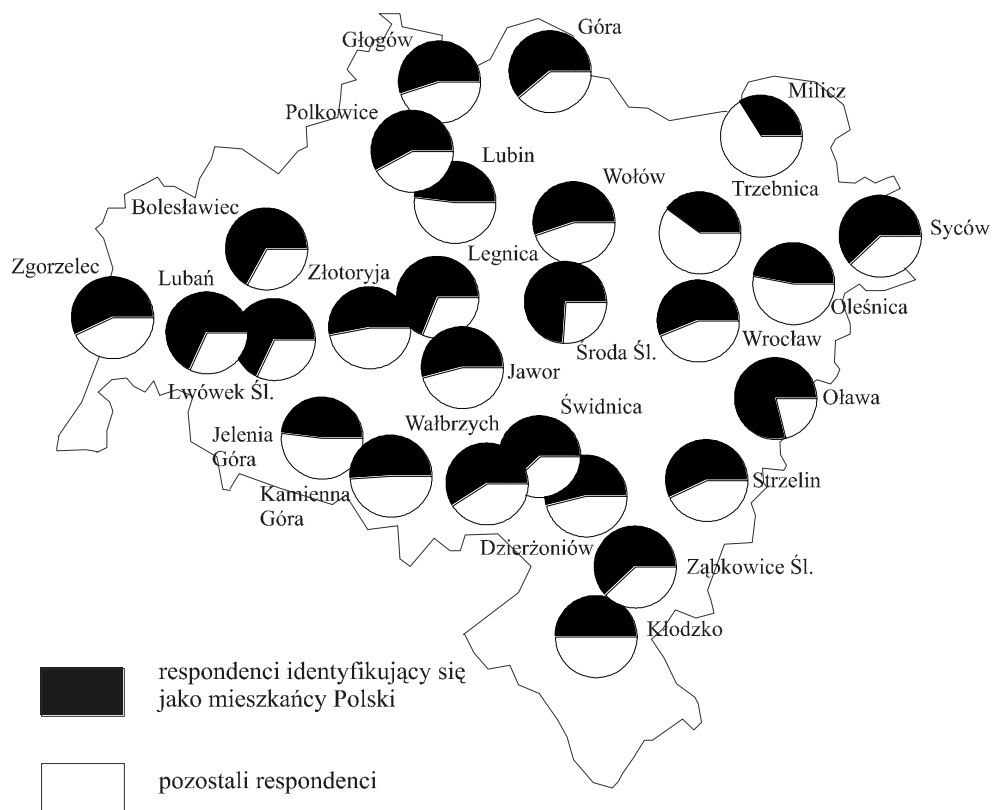 Góra
Głogów
Milicz
Polkowice
Lubin
Wołów
Trzebnica
Bolesławiec
Syców
Legnica
Zgorzelec
Lubań
Złotoryja
Oleśnica
Wrocław
Środa Śl.
Jawor
Lwówek Śl.
Oława
Świdnica
Wałbrzych
Jelenia
Góra
Strzelin
Kamienna
Góra
Dzierżoniów
Ząbkowice Śl.
Kłodzko
respondenci identyfikujący się
jako mieszkańcy Polski
pozostali respondenci